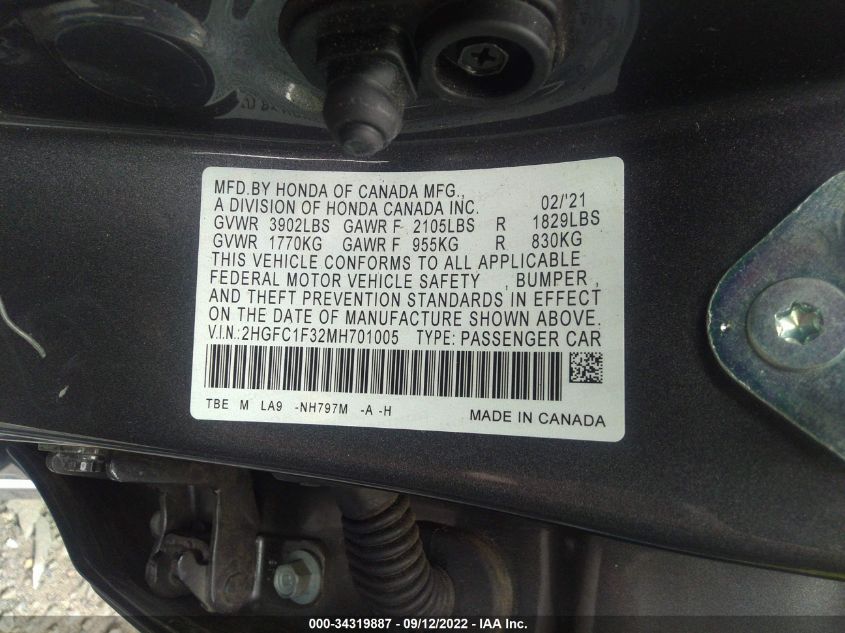 MFD.BY HONDA OF CANADA MFG.,
A DIVISION OF HONDA CANADA INC. 02/'21
GVWR 3902LBS GAWR F 2105LBS R 1829LBS
GVWR 1770KG GAWR F 955KG R 830KG
THIS VEHICLE CONFORMS TO ALL APPLICABLE
FEDERAL MOTOR VEHICLE SAFETY , BUMPER ,
AND THEFT PREVENTION STANDARDS IN EFFECT
ON THE DATE OF MANUFACTURE SHOWN ABOVE.
V.I.N.: 2HGFC1F32MH701005 TYPE: PASSENGER CAR
TBE M LA9 -NH797M -A -H MADE IN CANADA
000-34319887 - 09/12/2022 - IAA Inc.